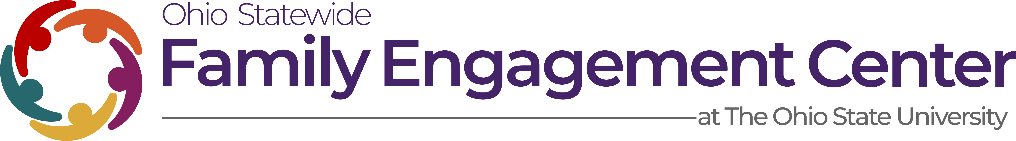 Ohio Statewide
Family Engagement Center
at The Ohio State University